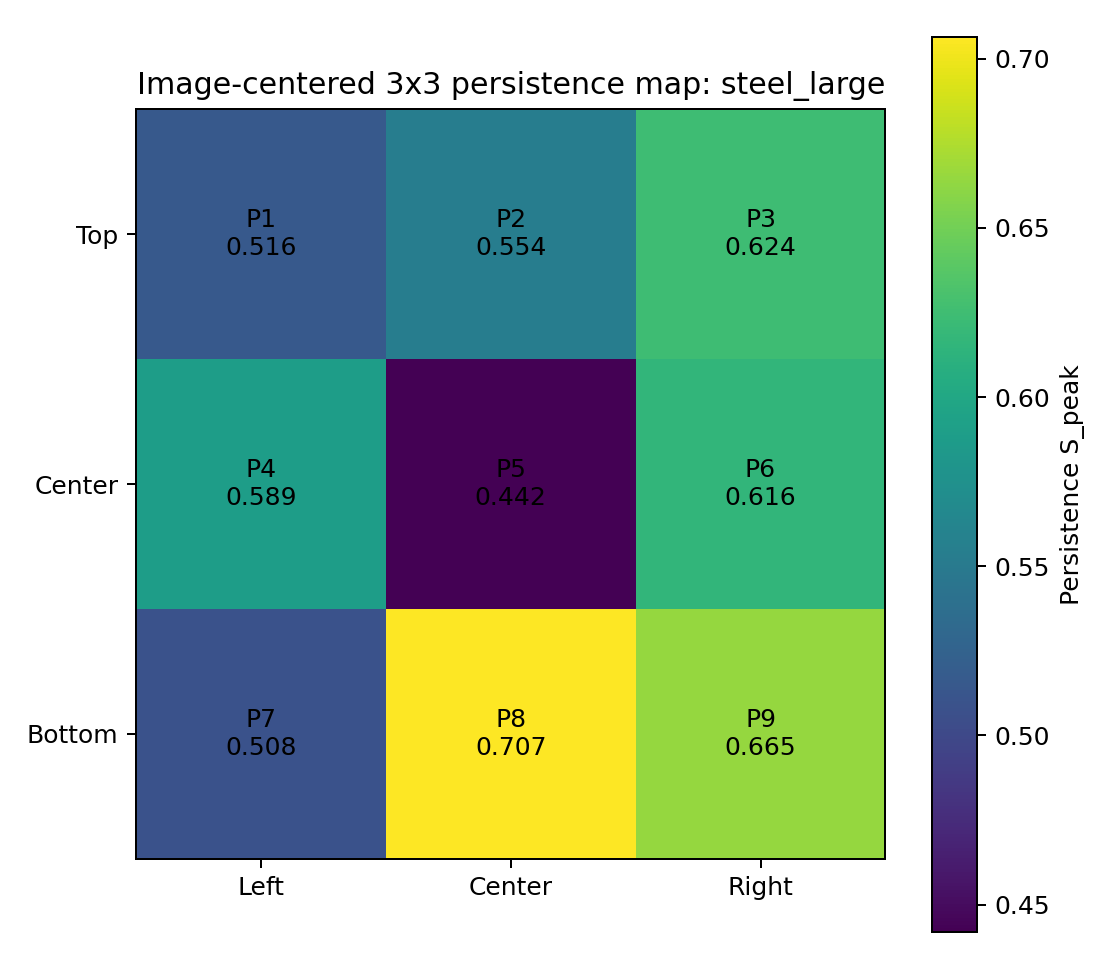 Image-centered 3x3 persistence map: steel_large
Top
P1
0.516
P2
0.554
P3
0.624
Center
P4
0.589
P5
0.442
P6
0.616
Bottom
P7
0.508
P8
0.707
P9
0.665
Left
Center
Right
0.70
0.65
0.60
0.55
0.50
0.45
Persistence S_peak